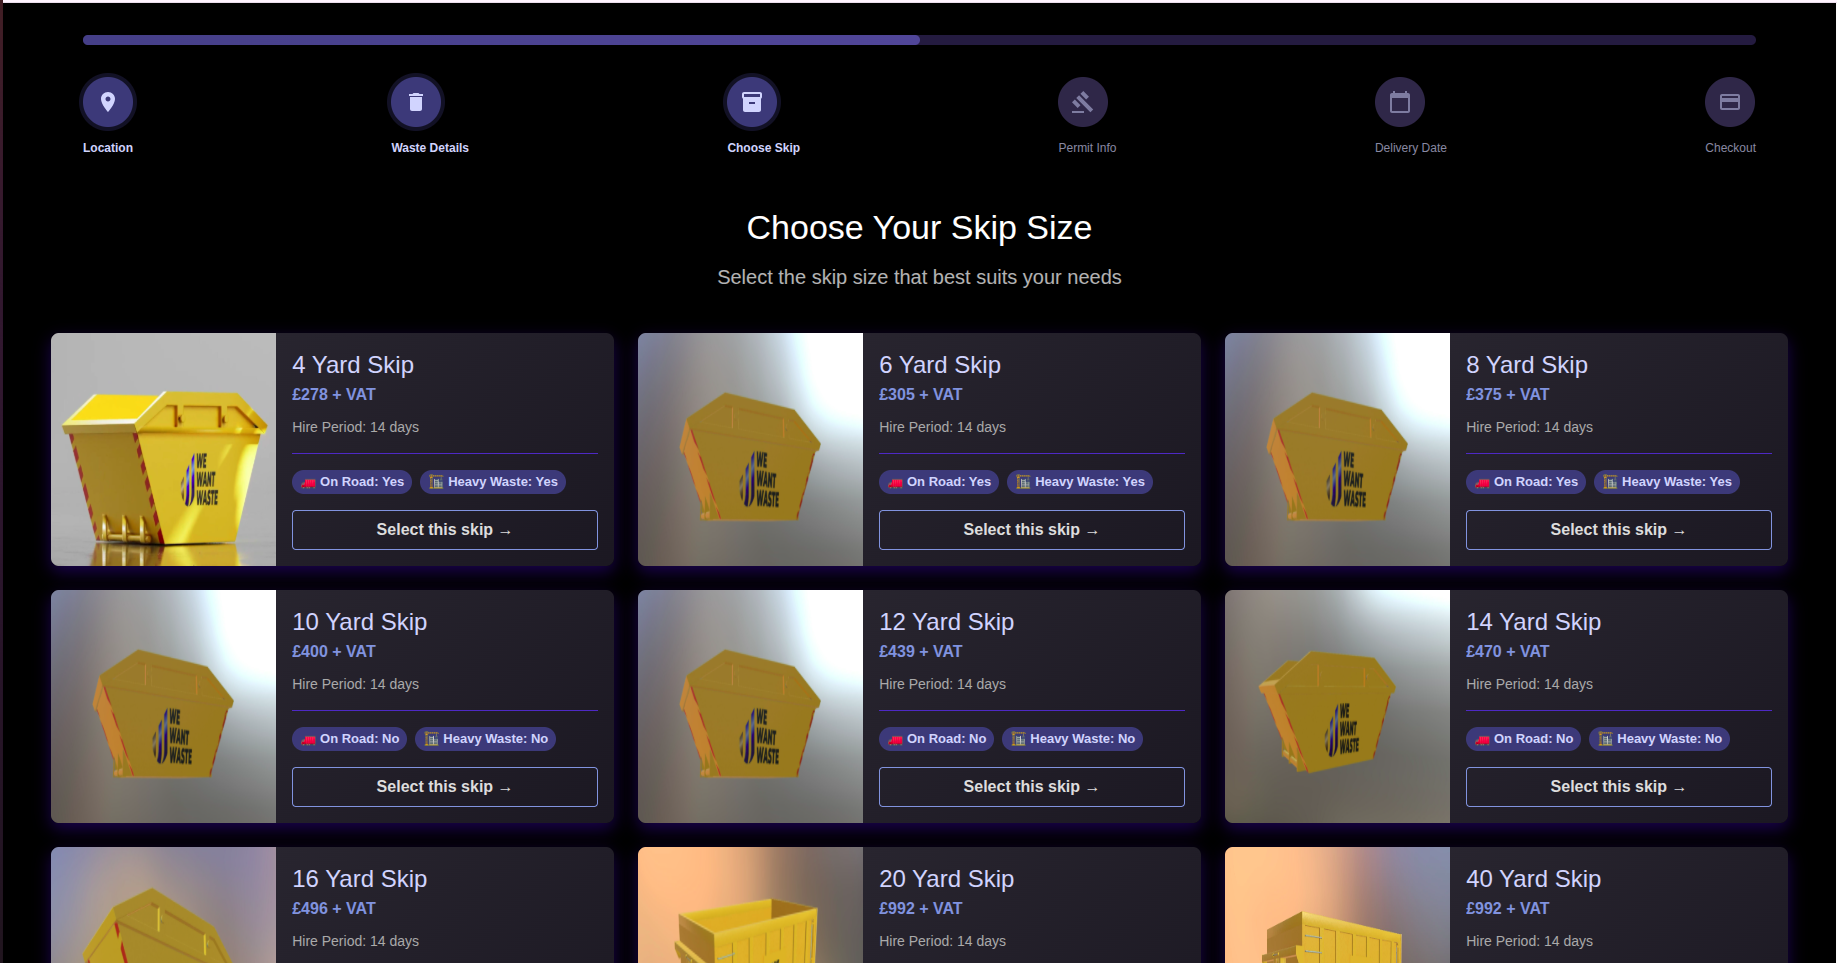 Location
Waste Details
Choose Skip
Permit Info
Delivery Date
Checkout
Choose Your Skip Size
Select the skip size that best suits your needs
WE
WANT
WASTE
4 Yard Skip
£278 + VAT
Hire Period: 14 days
On Road: Yes
Heavy Waste: Yes
Select this skip →
WE
WANT
WASTE
6 Yard Skip
£305 + VAT
Hire Period: 14 days
On Road: Yes
Heavy Waste: Yes
Select this skip →
WE
WANT
WASTE
8 Yard Skip
£375 + VAT
Hire Period: 14 days
On Road: Yes
Heavy Waste: Yes
Select this skip →
WE
WANT
WASTE
10 Yard Skip
£400 + VAT
Hire Period: 14 days
On Road: No
Heavy Waste: No
Select this skip →
WE
WANT
WASTE
12 Yard Skip
£439 + VAT
Hire Period: 14 days
On Road: No
Heavy Waste: No
Select this skip →
WE
WANT
WASTE
14 Yard Skip
£470 + VAT
Hire Period: 14 days
On Road: No
Heavy Waste: No
Select this skip →
16 Yard Skip
£496 + VAT
Hire Period: 14 days
20 Yard Skip
£992 + VAT
Hire Period: 14 days
40 Yard Skip
£992 + VAT
Hire Period: 14 days